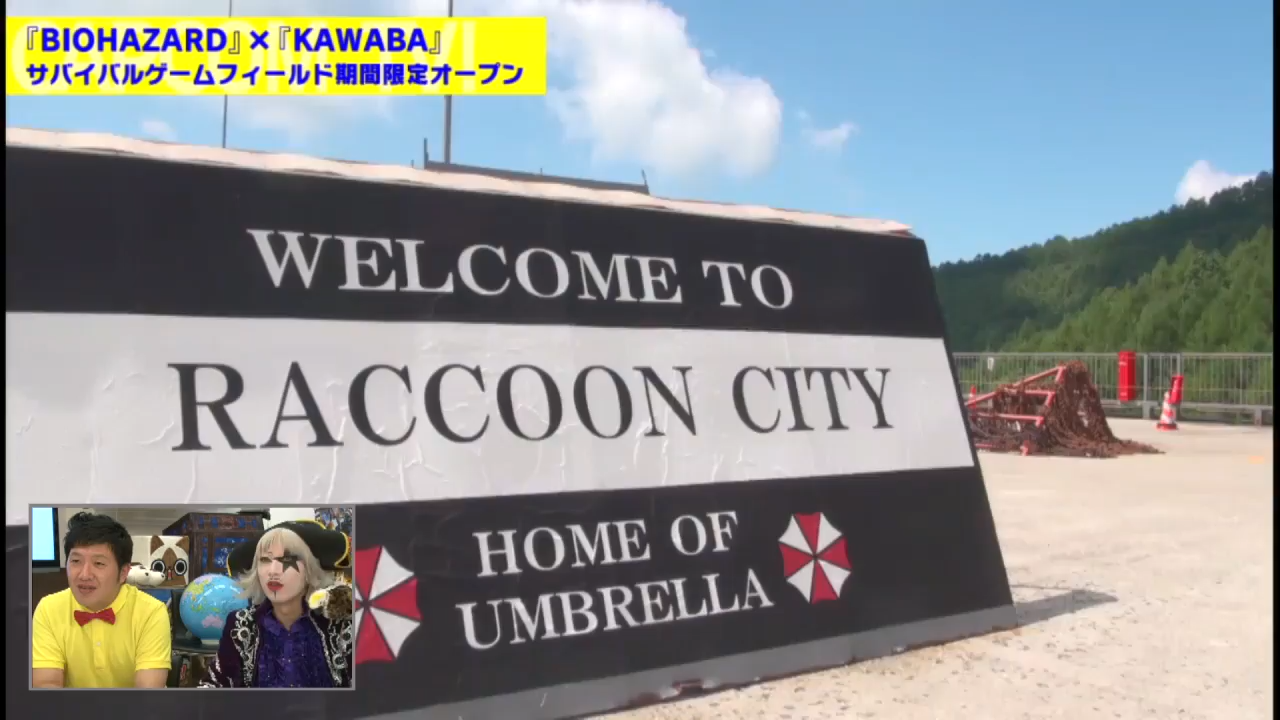 『BIOHAZARD』×『KAWABA』
サバイバルゲームフィールド期間限定オープン
WELCOME TO
RACCOON CITY
HOME OF
UMBRELLA